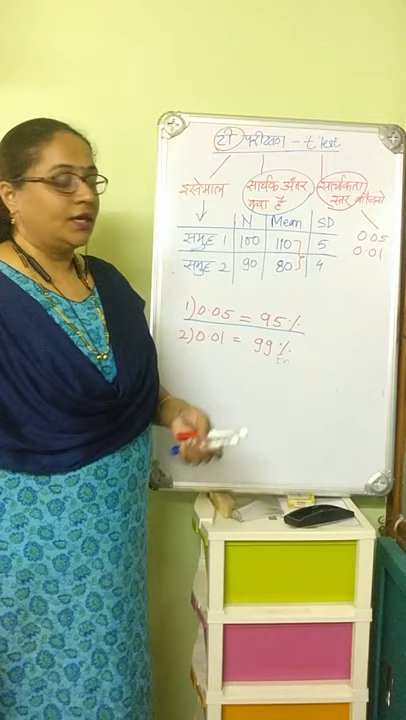 टी परीक्षण - t' Test
इस्तेमाल
सार्थक अंतर क्या है
सार्थकता स्तर कौनसे
0.05
0.01
N Mean SD
समुह 1 100 110 5
समुह 2 90 80 4
1) 0.05 = 95%
2) 0.01 = 99%